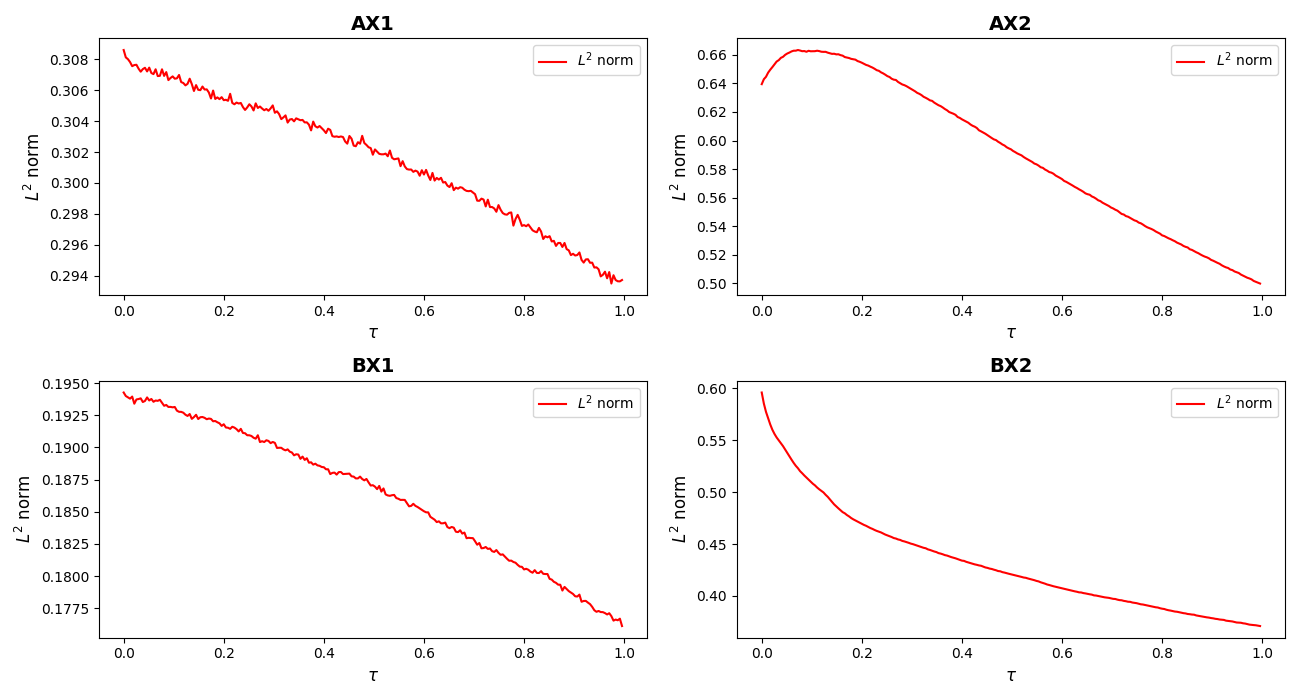 AX1
L² norm
0.308
0.306
0.304
0.302
0.300
0.298
0.296
0.294
L² norm
0.0 0.2 0.4 0.6 0.8 1.0
τ
AX2
L² norm
0.66
0.64
0.62
0.60
0.58
0.56
0.54
0.52
0.50
L² norm
0.0 0.2 0.4 0.6 0.8 1.0
τ
BX1
L² norm
0.1950
0.1925
0.1900
0.1875
0.1850
0.1825
0.1800
0.1775
L² norm
0.0 0.2 0.4 0.6 0.8 1.0
τ
BX2
L² norm
0.60
0.55
0.50
0.45
0.40
L² norm
0.0 0.2 0.4 0.6 0.8 1.0
τ